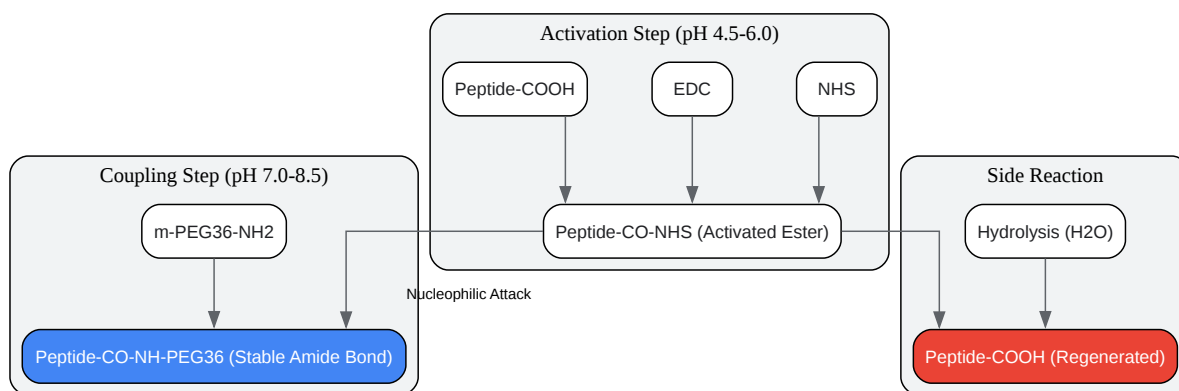 Activation Step (pH 4.5-6.0)
Peptide-COOH
EDC
NHS
Peptide-CO-NHS (Activated Ester)
Coupling Step (pH 7.0-8.5)
m-PEG36-NH2
Nucleophilic Attack
Peptide-CO-NH-PEG36 (Stable Amide Bond)
Side Reaction
Hydrolysis (H2O)
Peptide-COOH (Regenerated)